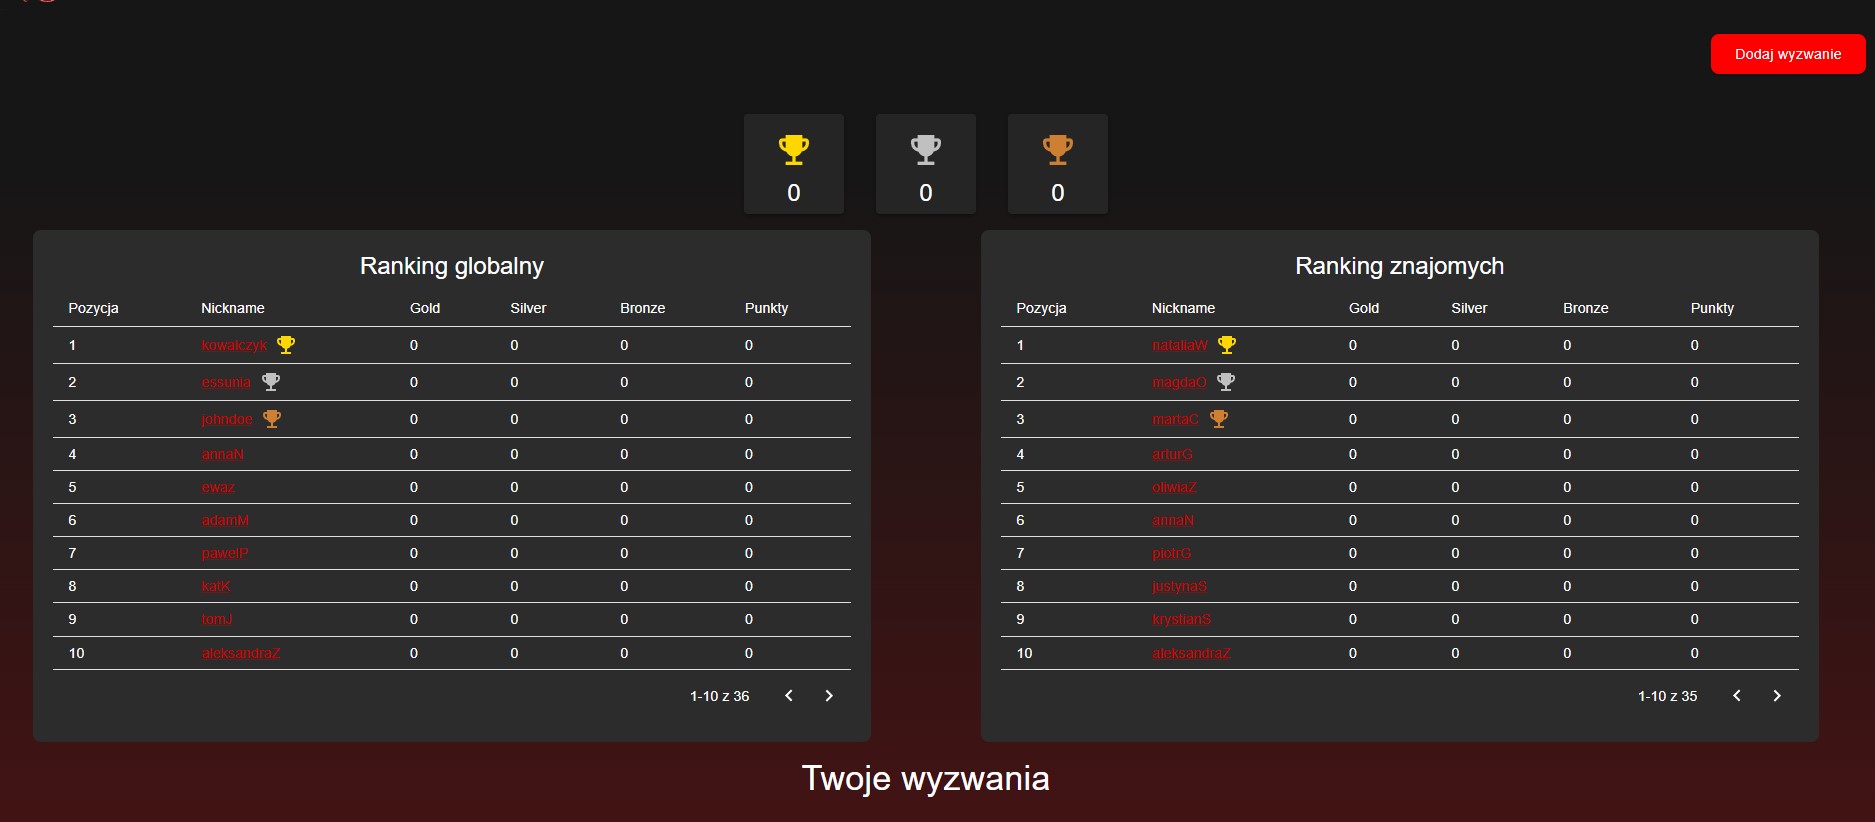 Dodaj wyzwanie
0 0 0
Ranking globalny
Pozycja Nickname Gold Silver Bronze Punkty
1 kowalczyk 0 0 0 0
2 essunia 0 0 0 0
3 johndoe 0 0 0 0
4 annaN 0 0 0 0
5 ewaz 0 0 0 0
6 adamM 0 0 0 0
7 pawelP 0 0 0 0
8 katK 0 0 0 0
9 tomJ 0 0 0 0
10 aleksandraZ 0 0 0 0
1-10 z 36
Ranking znajomych
Pozycja Nickname Gold Silver Bronze Punkty
1 nataliaW 0 0 0 0
2 magdaO 0 0 0 0
3 martaC 0 0 0 0
4 arturG 0 0 0 0
5 oliwiaZ 0 0 0 0
6 annaN 0 0 0 0
7 piotrG 0 0 0 0
8 justynaS 0 0 0 0
9 krystianS 0 0 0 0
10 aleksandraZ 0 0 0 0
1-10 z 35
Twoje wyzwania